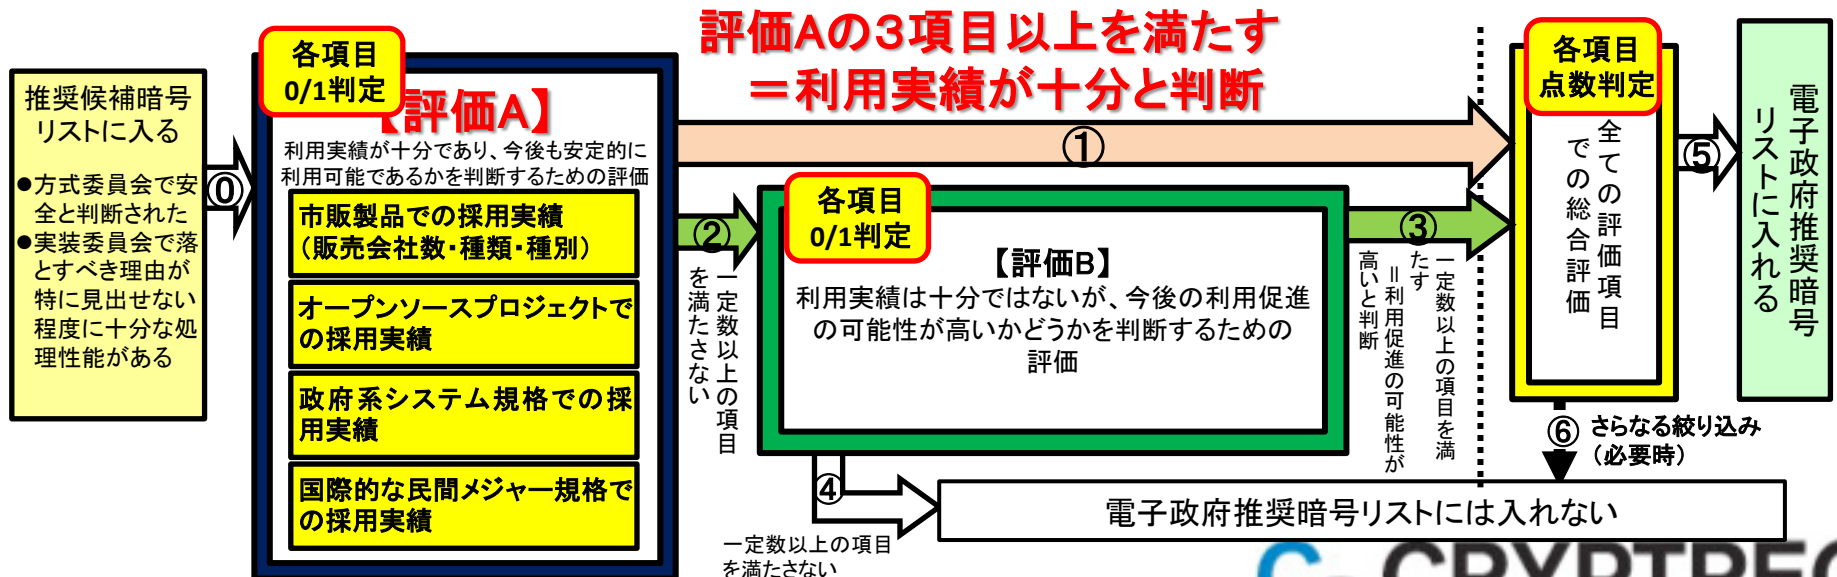 評価Aの3項目以上を満たす
＝利用実績が十分と判断
推奨候補暗号
リストに入る
●方式委員会で安
全と判断された
●実装委員会で落
とすべき理由が
特に見出せない
程度に十分な処
理性能がある
⓪
各項目
0/1判定
【評価A】
利用実績が十分であり、今後も安定的に
利用可能であるかを判断するための評価
市販製品での採用実績
（販売会社数・種類・種別）
オープンソースプロジェクトで
の採用実績
政府系システム規格での採
用実績
国際的な民間メジャー規格で
の採用実績
①
②
一定数以上の項目
を満たさない
各項目
0/1判定
【評価B】
利用実績は十分ではないが、今後の利用促進
の可能性が高いかどうかを判断するための
評価
③
一定数以上の項目を満
たす
＝利用促進の可能性が
高いと判断
④
一定数以上の項目
を満たさない
各項目
点数判定
全ての評価項目
での総合評価
⑤
電子政府推奨暗号
リストに入れる
⑥
さらなる絞り込み
（必要時）
電子政府推奨暗号リストには入れない
CRYPTREC